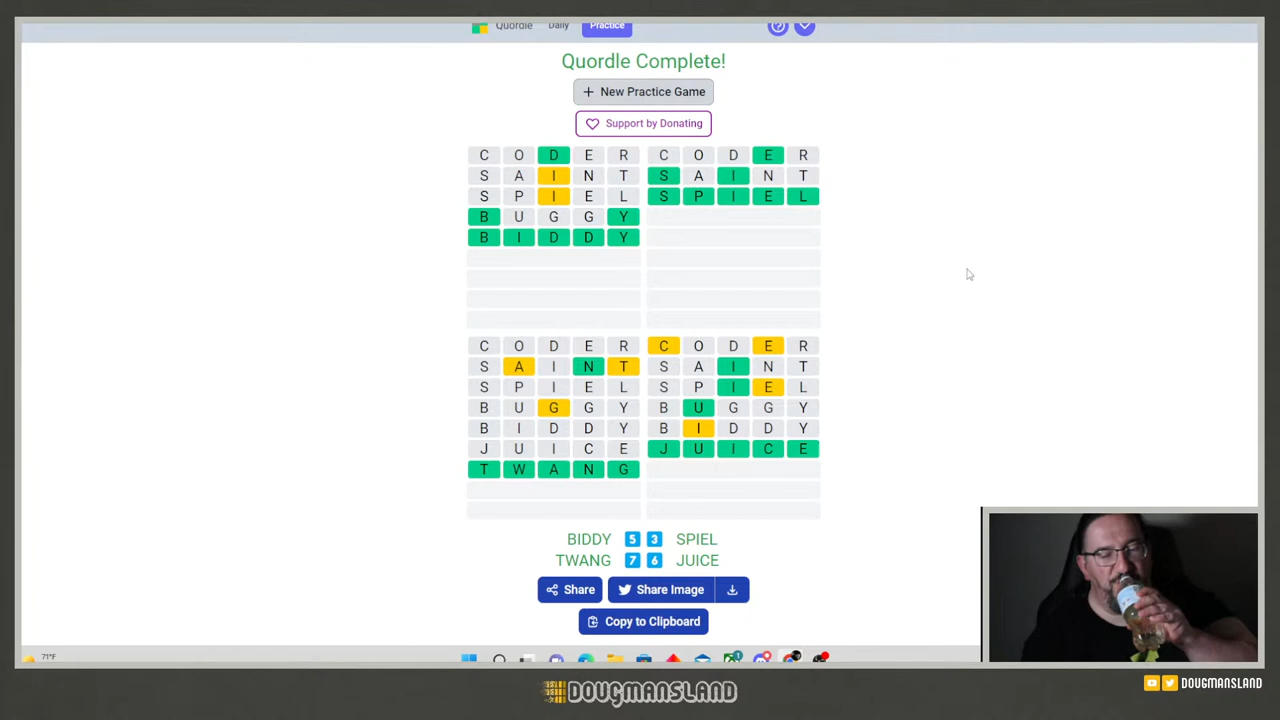 Quordle Daily Practice
Quordle Complete!
+ New Practice Game
Support by Donating
C O D E R C O D E R
S A I N T S A I N T
S P I E L S P I E L
B U G G Y
B I D D Y
C O D E R C O D E R
S A I N T S A I N T
S P I E L S P I E L
B U G G Y B U G G Y
B I D D Y B I D D Y
J U I C E J U I C E
T W A N G
BIDDY 5 3 SPIEL
TWANG 7 6 JUICE
Share Share Image
Copy to Clipboard
71°F
DOUGMANSLAND
DOUGMANSLAND